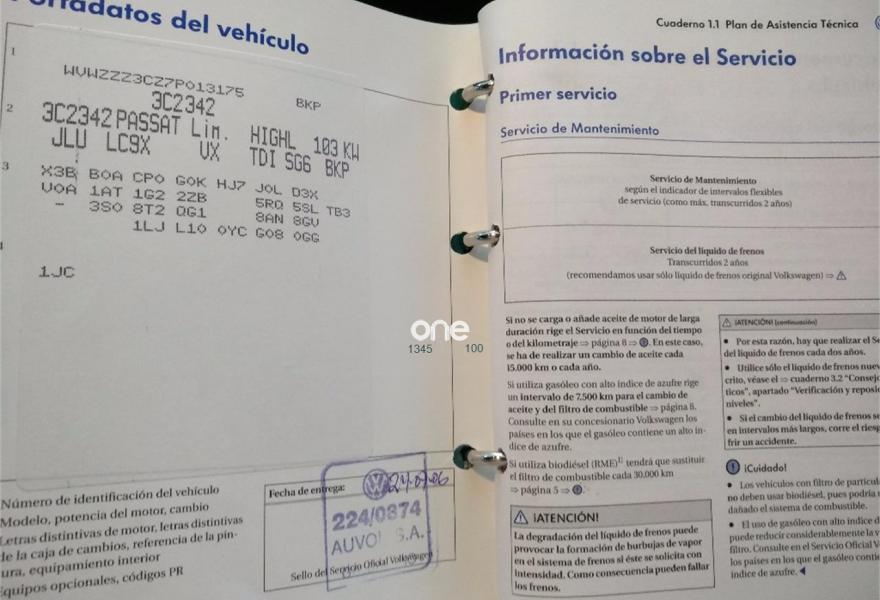 del vehículo
1
WVWZZZ3CZ7P013175
3C2342
BKP
2
3C2342 PASSAT Lim. HIGHL 103 KW
JLU LC9X UX TDI SG6 BKP
3
X3B B0A CP0 G0K HJ7 J0L D3X
V0A 1AT 1G2 2ZB 5RQ 5SL TB3
- 3S0 8T2 QG1 8AN 8GV
1LJ L10 0YC G08 0GG
1JC
Número de identificación del vehículo
Modelo, potencia del motor, cambio
Letras distintivas de motor, letras distintivas
de la caja de cambios, referencia de la pin-
ura, equipamiento interior
Equipos opcionales, códigos PR
Fecha de entrega:
224/0874
AUVO S.A.
Sello del Servicio Oficial Volkswagen
one
1345 100
Cuaderno 1.1 Plan de Asistencia Técnica
Información sobre el Servicio
Primer servicio
Servicio de Mantenimiento
Servicio de Mantenimiento
según el indicador de intervalos flexibles
de servicio (como máx. transcurridos 2 años)
Servicio del líquido de frenos
Transcurridos 2 años
(recomendamos usar sólo líquido de frenos original Volkswagen) ⇒ ⚠
Si no se carga o añade aceite de motor de larga
duración rige el Servicio en función del tiempo
o del kilometraje ⇒ página 8 ⇒ . En este caso,
se ha de realizar un cambio de aceite cada
15.000 km o cada año.
Si utiliza gasóleo con alto índice de azufre rige
un intervalo de 7.500 km para el cambio de
aceite y del filtro de combustible ⇒ página 8.
Consulte en su concesionario Volkswagen los
países en los que el gasóleo contiene un alto ín-
dice de azufre.
Si utiliza biodiésel (RME)1) tendrá que sustituir
el filtro de combustible cada 30.000 km
⇒ página 5 ⇒ .
⚠ ¡ATENCIÓN!
La degradación del líquido de frenos puede
provocar la formación de burbujas de vapor
en el sistema de frenos si éste se solicita con
intensidad. Como consecuencia pueden fallar
los frenos.
⚠ ¡ATENCIÓN! (continuación)
• Por esta razón, hay que realizar el Se
del líquido de frenos cada dos años.
• Utilice sólo el líquido de frenos nuev
crito, véase el ⇒ cuaderno 3.2 "Consejo
ticos", apartado "Verificación y reposic
niveles".
• Si el cambio del líquido de frenos se
en intervalos más largos, corre el riesg
frir un accidente.
¡Cuidado!
• Los vehículos con filtro de particul
no deben usar biodiésel, pues podría
dañado el sistema de combustible.
• El uso de gasóleo con alto índice d
puede reducir considerablemente la v
filtro. Consulte en el Servicio Oficial V
los países en los que el gasóleo conti
índice de azufre.